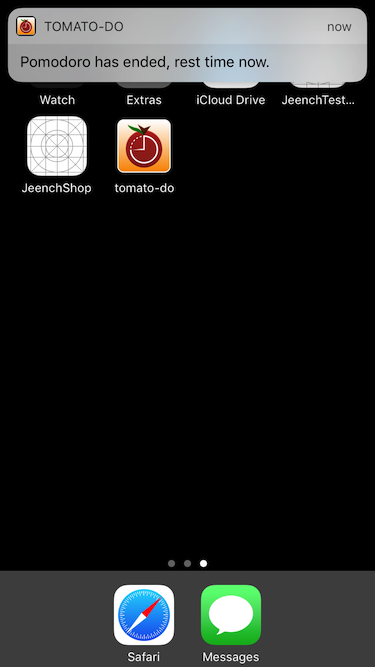 TOMATO-DO
now
Pomodoro has ended, rest time now.
Watch
Extras
iCloud Drive
JeenchTest...
JeenchShop
tomato-do
Safari
Messages